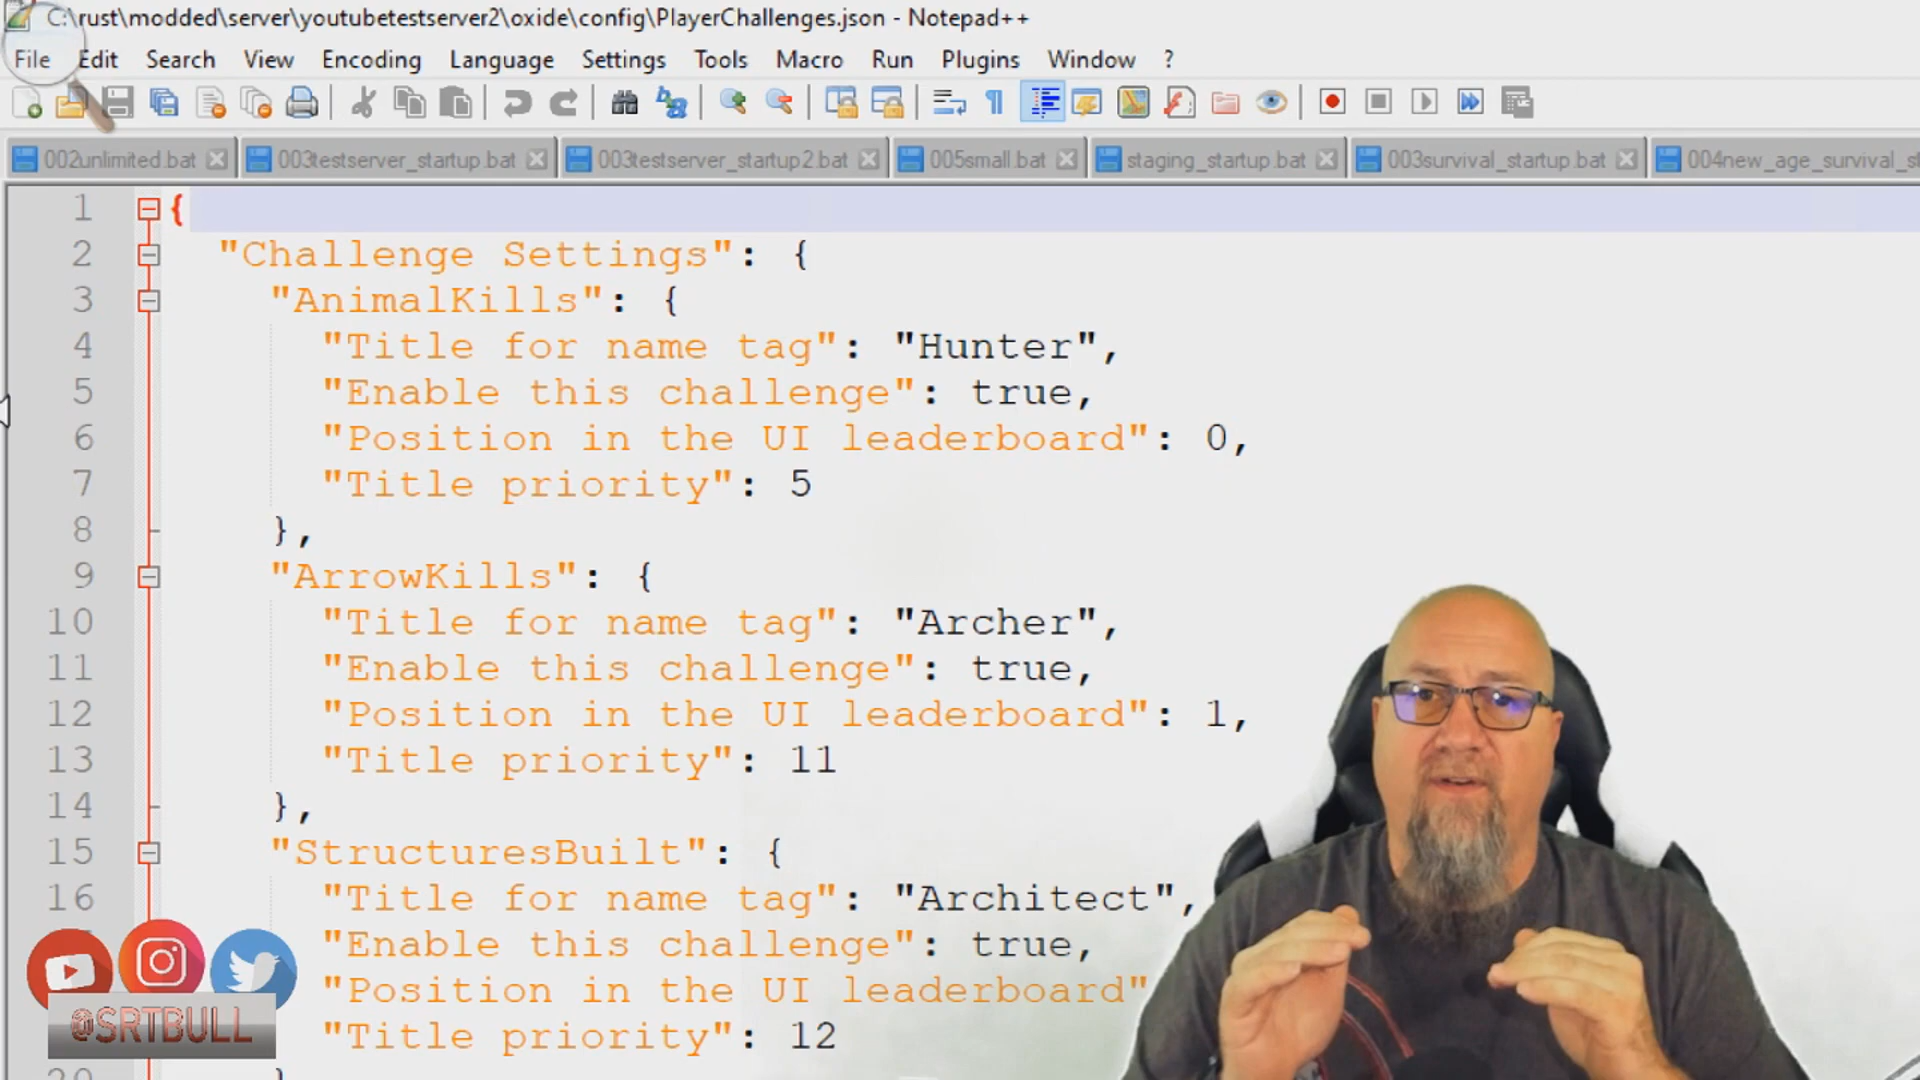 C:\rust\modded\server\youtubetestserver2\oxide\config\PlayerChallenges.json - Notepad++
File Edit Search View Encoding Language Settings Tools Macro Run Plugins Window ?
002unlimited.bat 003testserver_startup.bat 003testserver_startup2.bat 005small.bat staging_startup.bat 003survival_startup.bat 004new_age_survival_s
1 {
2 "Challenge Settings": {
3 "AnimalKills": {
4 "Title for name tag": "Hunter",
5 "Enable this challenge": true,
6 "Position in the UI leaderboard": 0,
7 "Title priority": 5
8 },
9 "ArrowKills": {
10 "Title for name tag": "Archer",
11 "Enable this challenge": true,
12 "Position in the UI leaderboard": 1,
13 "Title priority": 11
14 },
15 "StructuresBuilt": {
16 "Title for name tag": "Architect",
"Enable this challenge": true,
"Position in the UI leaderboard"
"Title priority": 12
20 }
@SRTBULL